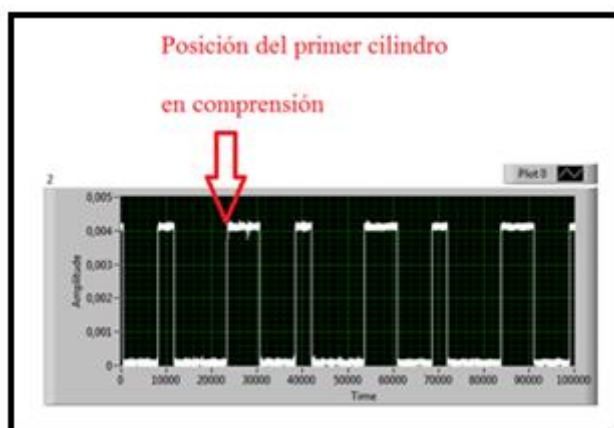 Posición del primer cilindro
en comprensión
2
Plot 0
0,005
0,004
0,003
0,002
0,001
0
Amplitude
0 10000 20000 30000 40000 50000 60000 70000 80000 90000 100000
Time